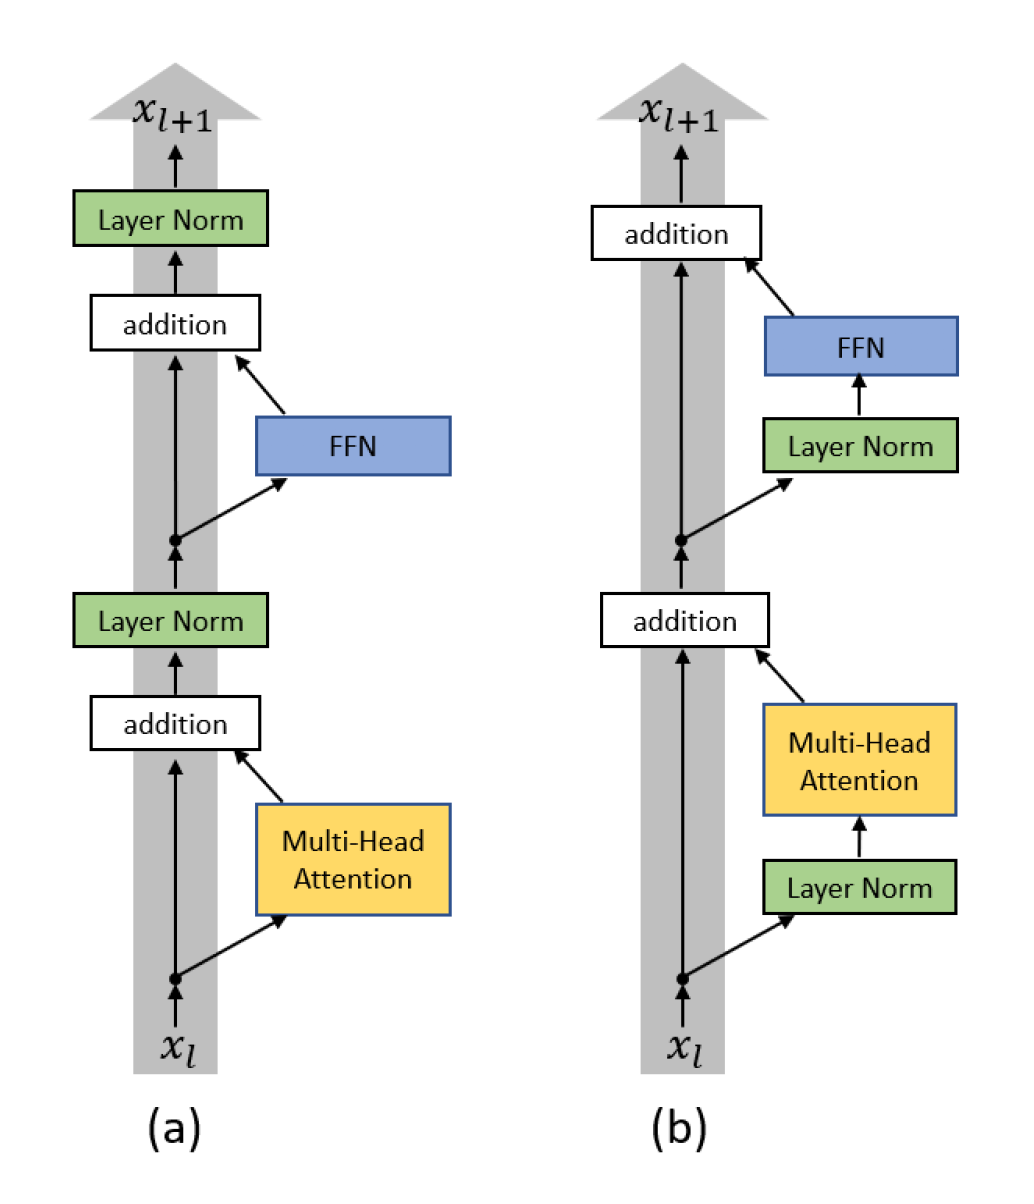 x_{l+1}
Layer Norm
addition
FFN
Layer Norm
addition
Multi-Head
Attention
x_l
(a)
x_{l+1}
addition
FFN
Layer Norm
addition
Multi-Head
Attention
Layer Norm
x_l
(b)